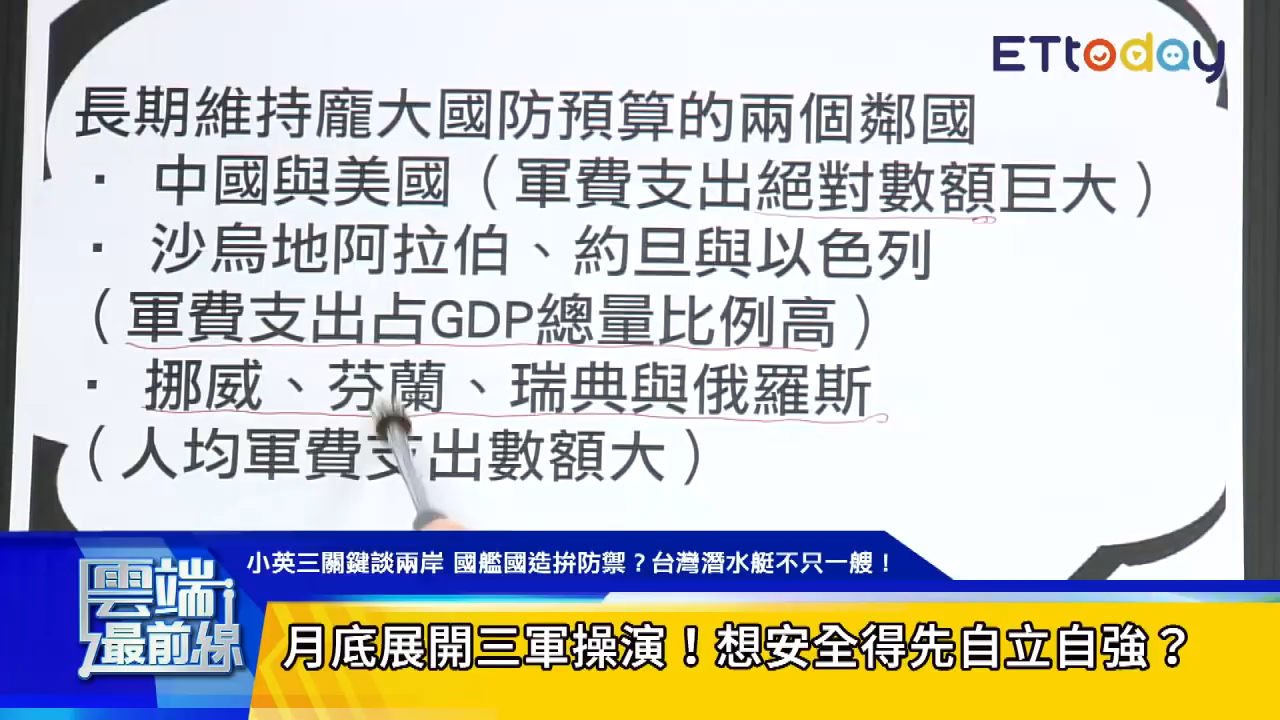 ETtoday
長期維持龐大國防預算的兩個鄰國
· 中國與美國（軍費支出絕對數額巨大）
· 沙烏地阿拉伯、約旦與以色列
（軍費支出占GDP總量比例高）
· 挪威、芬蘭、瑞典與俄羅斯
（人均軍費支出數額大）
小英三關鍵談兩岸 國艦國造拚防禦？台灣潛水艇不只一艘！
雲端最前線
月底展開三軍操演！想安全得先自立自強？